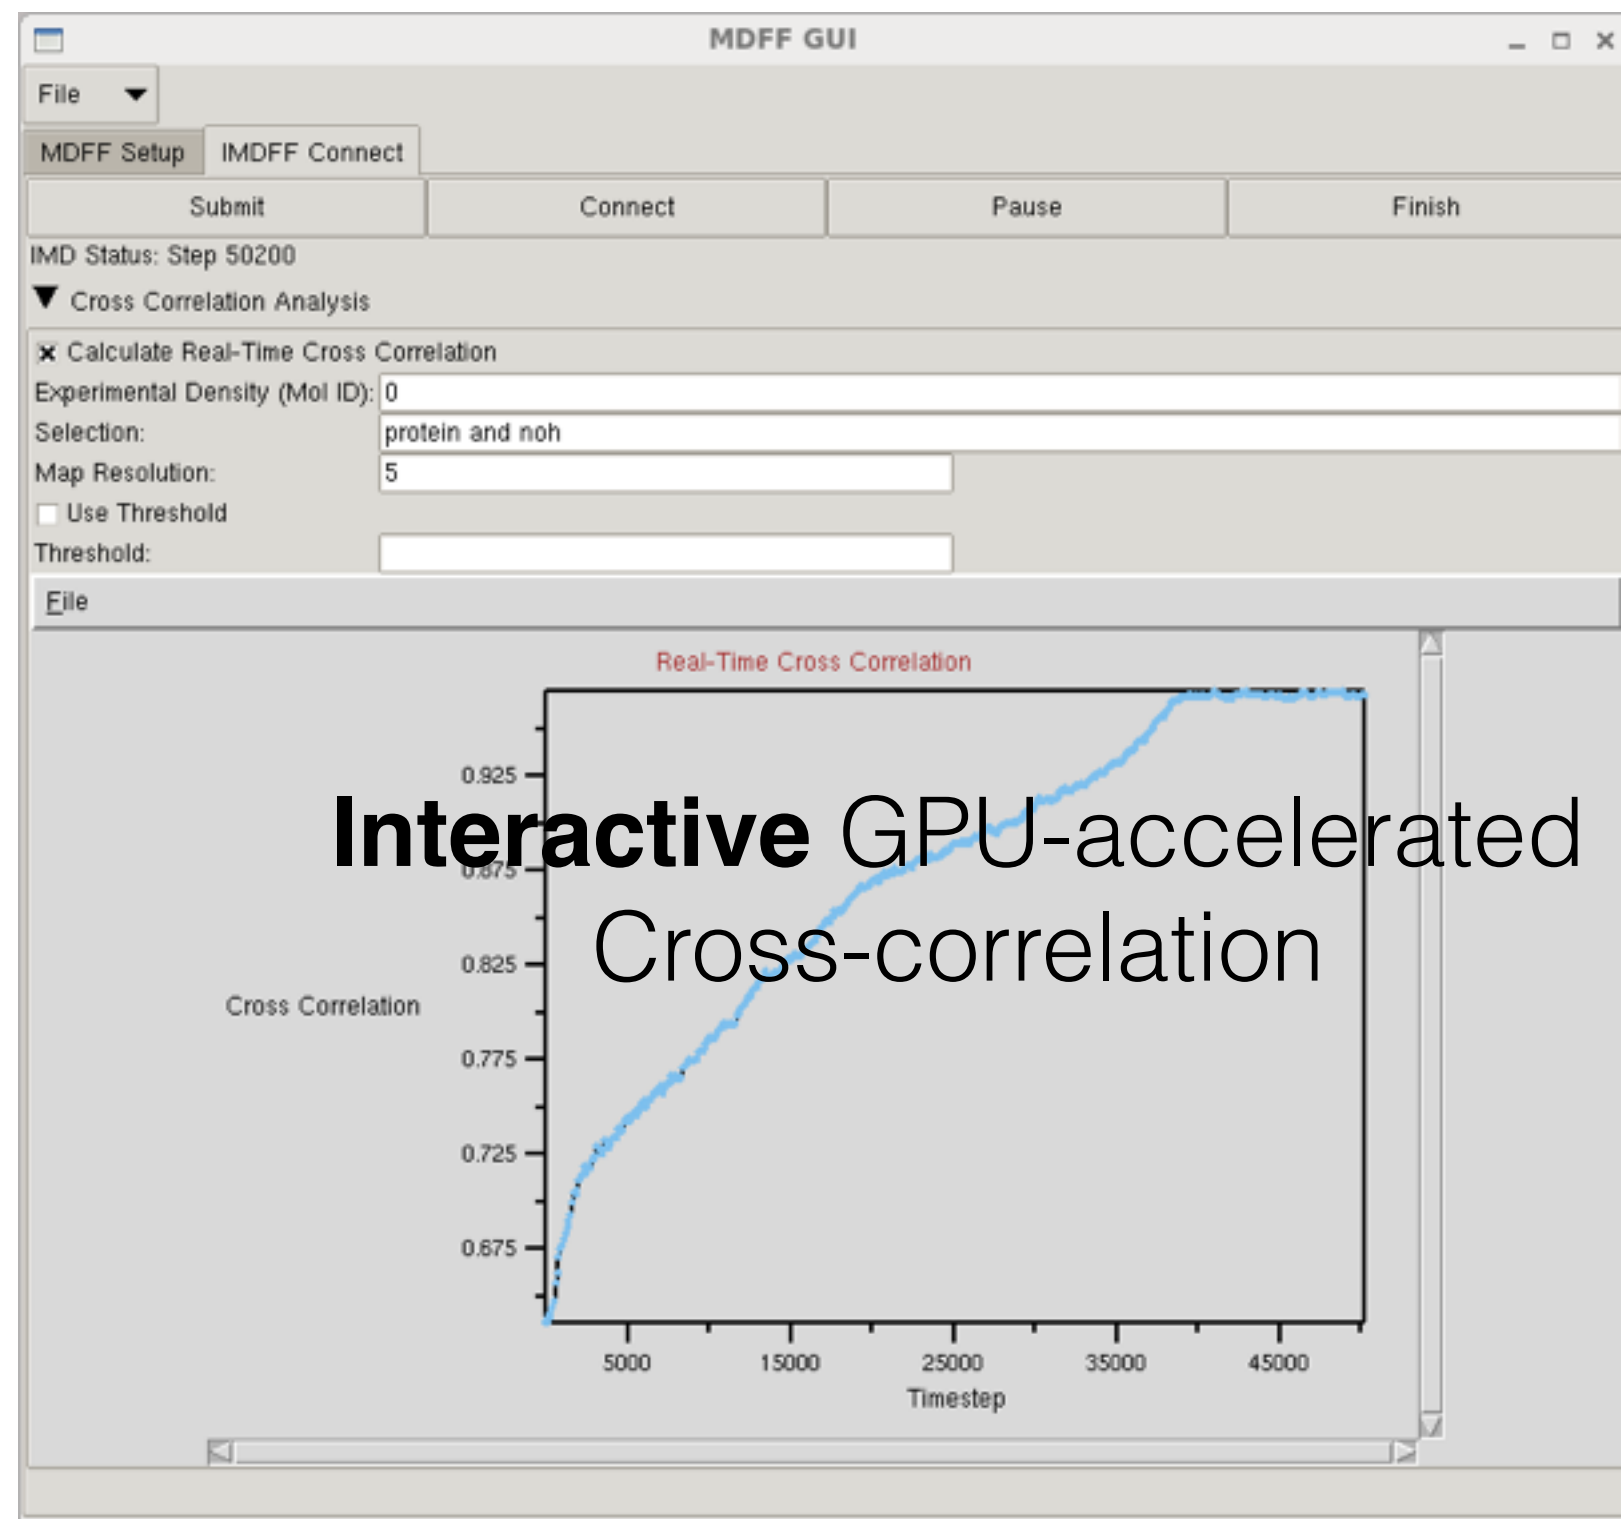 MDFF GUI
File
MDFF Setup IMDFF Connect
Submit Connect Pause Finish
IMD Status: Step 50200
Cross Correlation Analysis
Calculate Real-Time Cross Correlation
Experimental Density (Mol ID): 0
Selection: protein and noh
Map Resolution: 5
Use Threshold
Threshold:
File
Real-Time Cross Correlation
0.925
Interactive GPU-accelerated
0.875
Cross-correlation
0.825
Cross Correlation
0.775
0.725
0.675
5000 15000 25000 35000 45000
Timestep